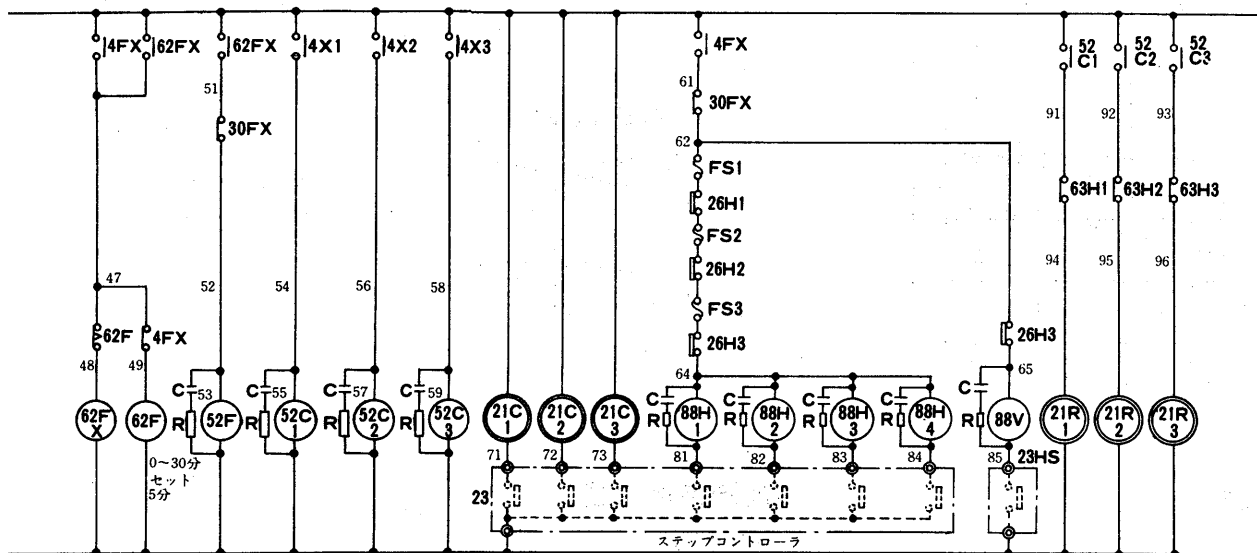 4FX 62FX 62FX 4X1 4X2 4X3 4FX 52 C1 52 C2 52 C3
51 61 91 92 93
30FX 30FX
62
FS1
26H1 63H1 63H2 63H3
FS2
26H2
47 52 54 56 58 94 95 96
FS3
62F 4FX 26H3 26H3
48 49 64 65
C 53 C 55 C 57 C 59 C C C C C
R R R R R R R R R
62F X
62F
52F
52C 1
52C 2
52C 3
21C 1
21C 2
21C 3
88H 1
88H 2
88H 3
88H 4
88V
21R 1
21R 2
21R 3
0~30分
セット
5分
71 72 73 81 82 83 84 85 23HS
23
ステップコントローラ